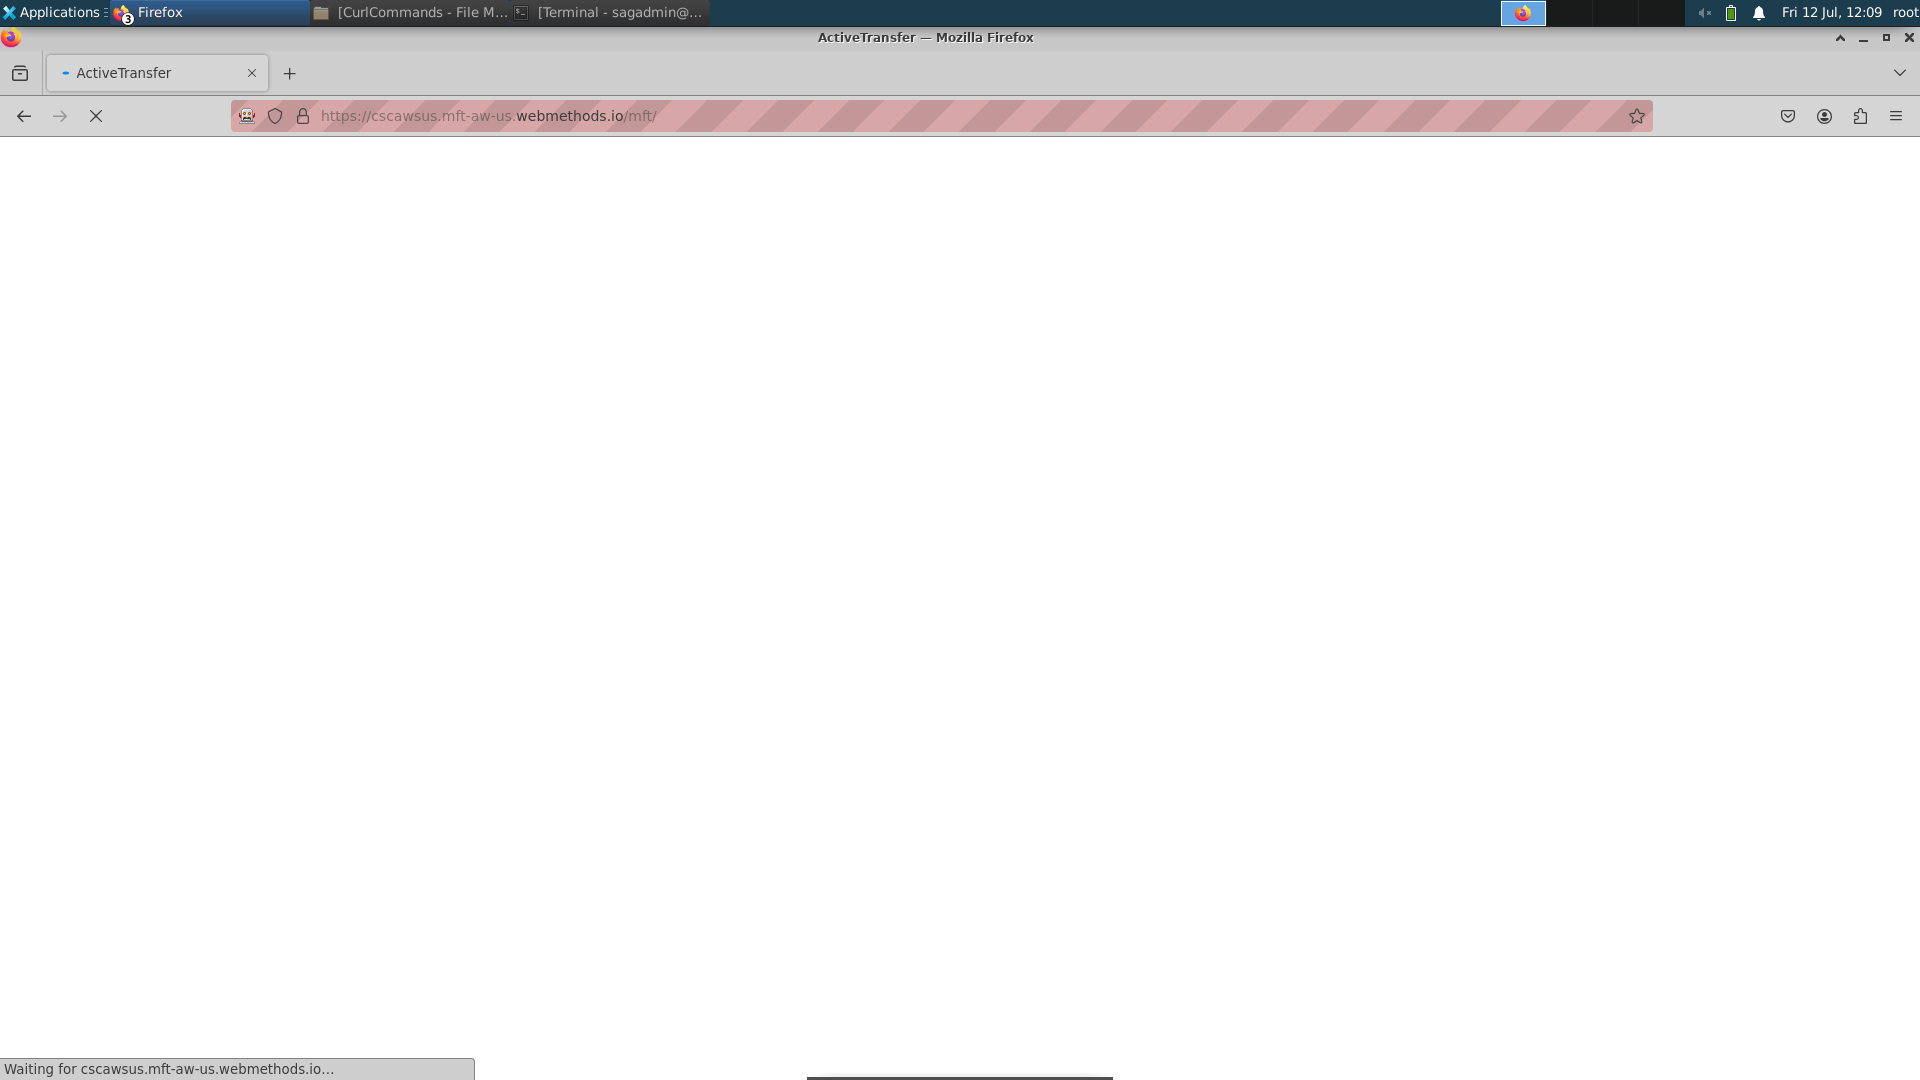 Applications
3
Firefox
[CurlCommands - File M...
[Terminal - sagadmin@...
Fri 12 Jul, 12:09
root
ActiveTransfer — Mozilla Firefox
ActiveTransfer
https://cscawsus.mft-aw-us.webmethods.io/mft/
Waiting for cscawsus.mft-aw-us.webmethods.io…